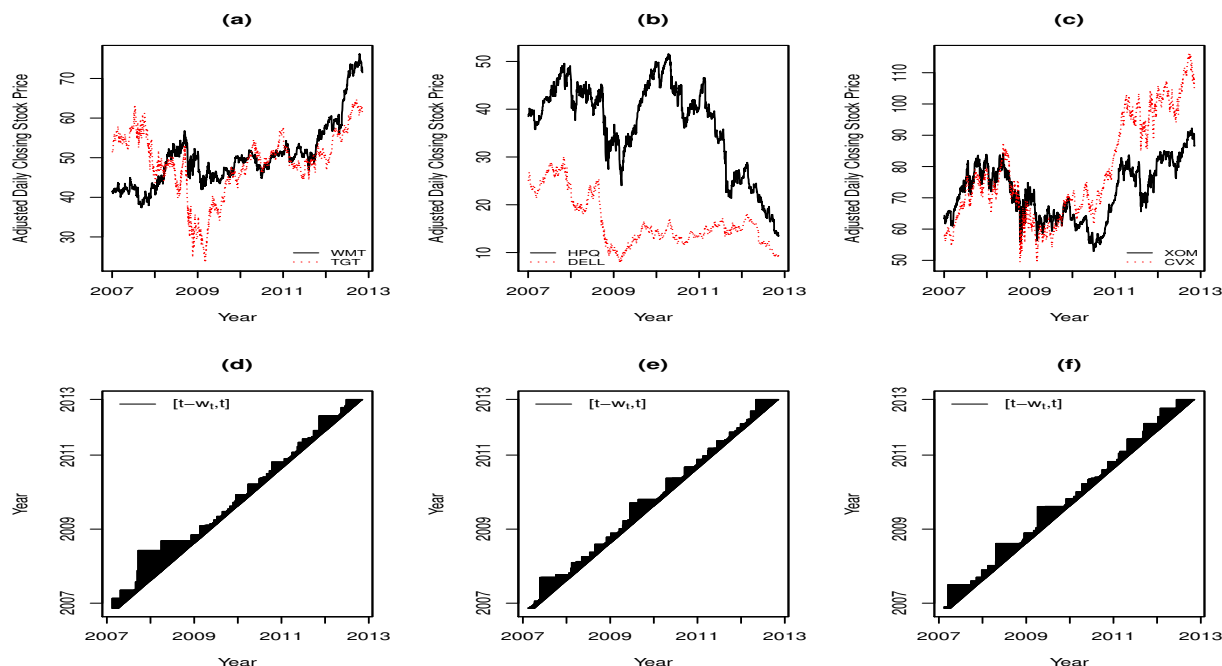 (a)
Adjusted Daily Closing Stock Price
70
60
50
40
30
WMT
TGT
2007 2009 2011 2013
Year
(b)
Adjusted Daily Closing Stock Price
50
40
30
20
10
HPQ
DELL
2007 2009 2011 2013
Year
(c)
Adjusted Daily Closing Stock Price
110
100
90
80
70
60
50
XOM
CVX
2007 2009 2011 2013
Year
(d)
[t−wt,t]
Year
2013
2011
2009
2007
2007 2009 2011 2013
Year
(e)
[t−wt,t]
Year
2013
2011
2009
2007
2007 2009 2011 2013
Year
(f)
[t−wt,t]
Year
2013
2011
2009
2007
2007 2009 2011 2013
Year